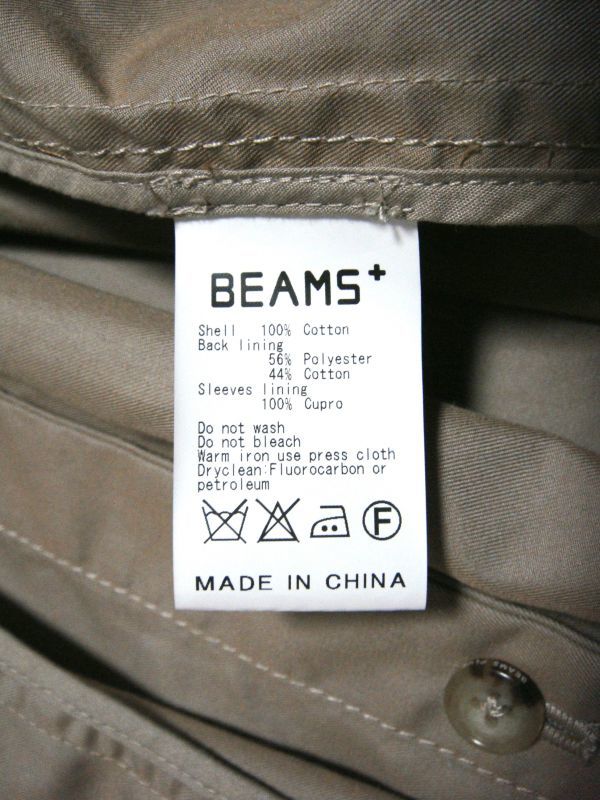 BEAMS+
Shell 100% Cotton
Back lining
56% Polyester
44% Cotton
Sleeves lining
100% Cupro
Do not wash
Do not bleach
Warm iron use press cloth
Dryclean:Fluorocarbon or
petroleum
F
MADE IN CHINA
BEAMS